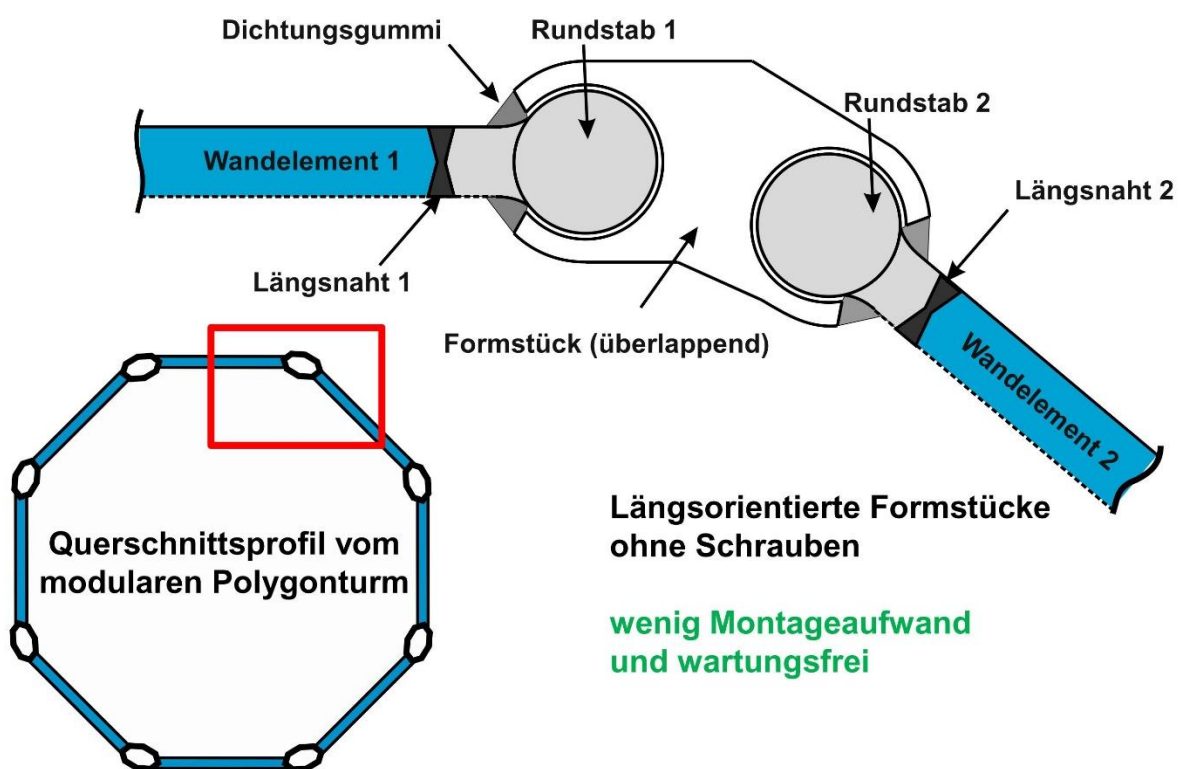 Dichtungsgummi
Rundstab 1
Rundstab 2
Wandelement 1
Längsnaht 2
Längsnaht 1
Formstück (überlappend)
Wandelement 2
Querschnittsprofil vom
modularen Polygonturm
Längsorientierte Formstücke
ohne Schrauben
wenig Montageaufwand
und wartungsfrei